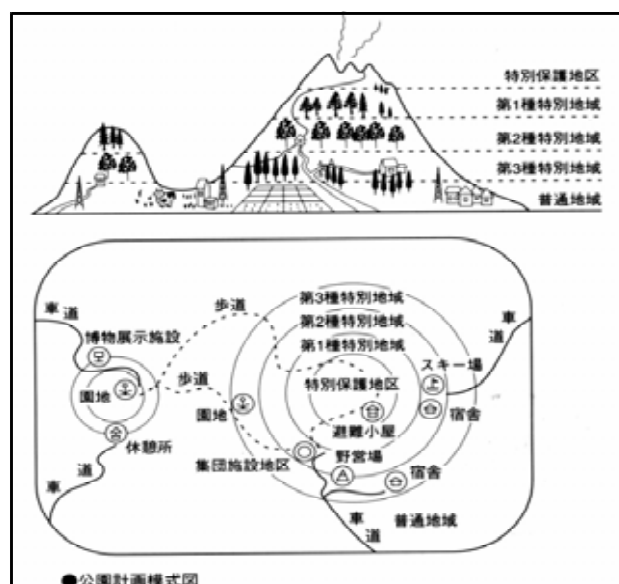 特別保護地区
第1種特別地域
第2種特別地域
第3種特別地域
普通地域
車道
歩道
第3種特別地域
第2種特別地域
第1種特別地域
車道
博物展示施設
歩道
スキー場
特別保護地区
園地
園地
宿舎
避難小屋
休憩所
野営場
集団施設地区
宿舎
車道
車道
普通地域
●公園計画模式図